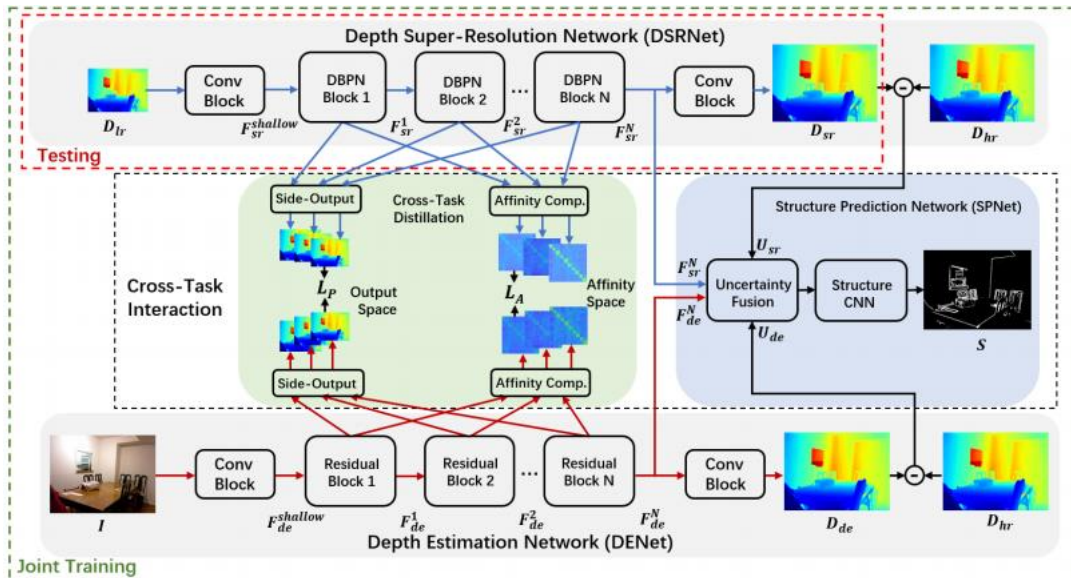 Depth Super-Resolution Network (DSRNet)
Conv
Block
DBPN
Block 1
DBPN
Block 2
...
DBPN
Block N
Conv
Block
D_lr
F_sr^shallow
F_sr^1
F_sr^2
F_sr^N
D_sr
D_hr
Testing
Side-Output
Cross-Task
Distillation
Affinity Comp.
Structure Prediction Network (SPNet)
U_sr
Cross-Task
Interaction
L_P
Output
Space
L_A
Affinity
Space
F_sr^N
F_de^N
Uncertainty
Fusion
Structure
CNN
U_de
S
Side-Output
Affinity Comp.
Conv
Block
Residual
Block 1
Residual
Block 2
...
Residual
Block N
Conv
Block
I
F_de^shallow
F_de^1
F_de^2
F_de^N
D_de
D_hr
Depth Estimation Network (DENet)
Joint Training